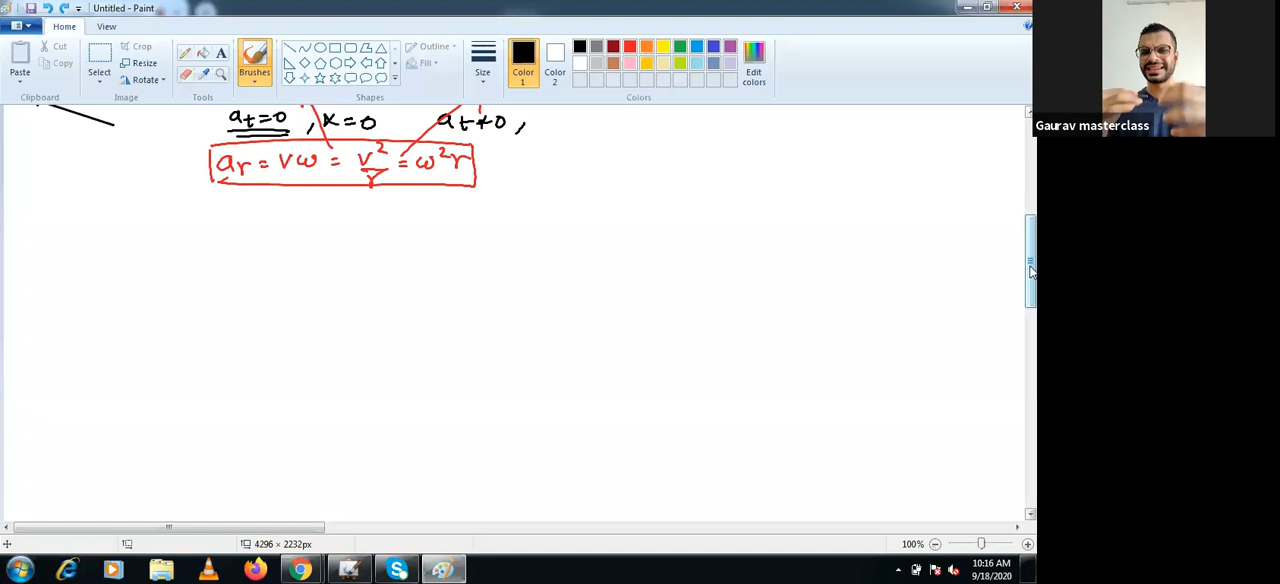 Untitled - Paint
Home View
Paste
Cut
Copy
Select
Crop
Resize
Rotate
A
Brushes
Outline
Fill
Size
Color 1
Color 2
Edit colors
Clipboard
Image
Tools
Shapes
Colors
Gaurav masterclass
at=0 , α=0 at≠0 ,
ar = vω = v²/r = ω²r
4296 × 2232px
100%
10:16 AM
9/18/2020